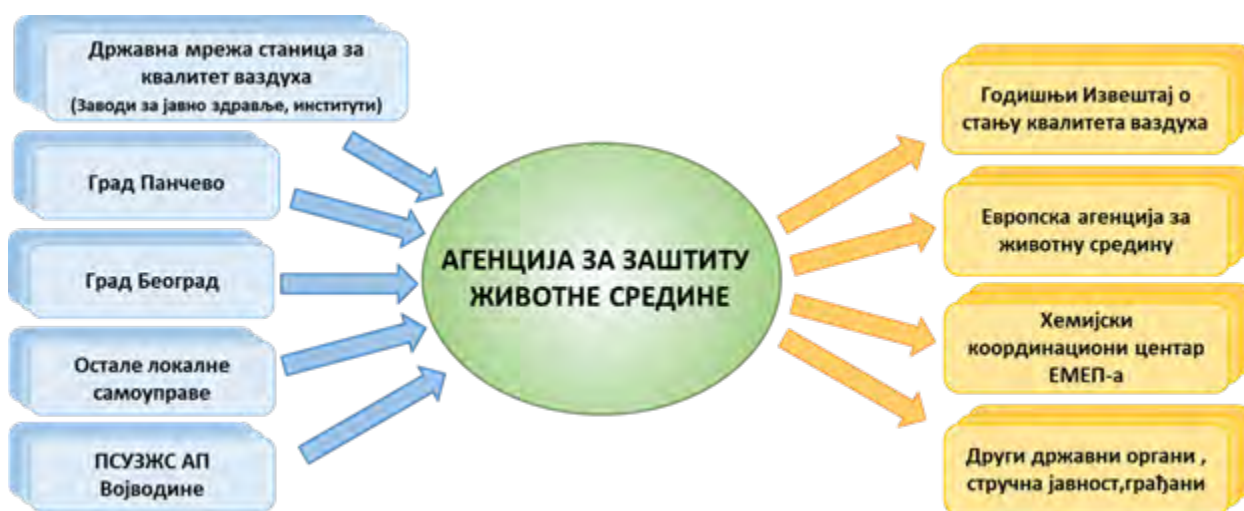 Државна мрежа станица за
квалитет ваздуха
(Заводи за јавно здравље, институти)
Град Панчево
Град Београд
Остале локалне
самоуправе
ПСУЗЖС АП
Војводине
АГЕНЦИЈА ЗА ЗАШТИТУ
ЖИВОТНЕ СРЕДИНЕ
Годишњи Извештај о
стању квалитета ваздуха
Европска агенција за
животну средину
Хемијски
координациони центар
ЕМЕП-а
Други државни органи ,
стручна јавност,грађани